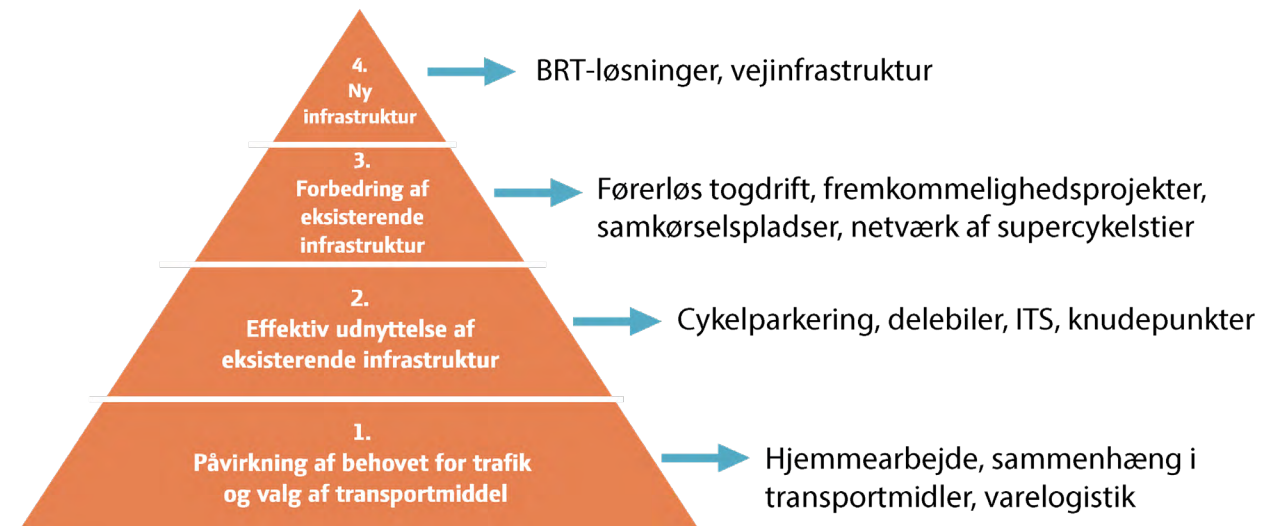 4.
Ny
infrastruktur
BRT-løsninger, vejinfrastruktur
3.
Forbedring af
eksisterende
infrastruktur
Førerløs togdrift, fremkommelighedsprojekter,
samkørselspladser, netværk af supercykelstier
2.
Effektiv udnyttelse af
eksisterende infrastruktur
Cykelparkering, delebiler, ITS, knudepunkter
1.
Påvirkning af behovet for trafik
og valg af transportmiddel
Hjemmearbejde, sammenhæng i
transportmidler, varelogistik